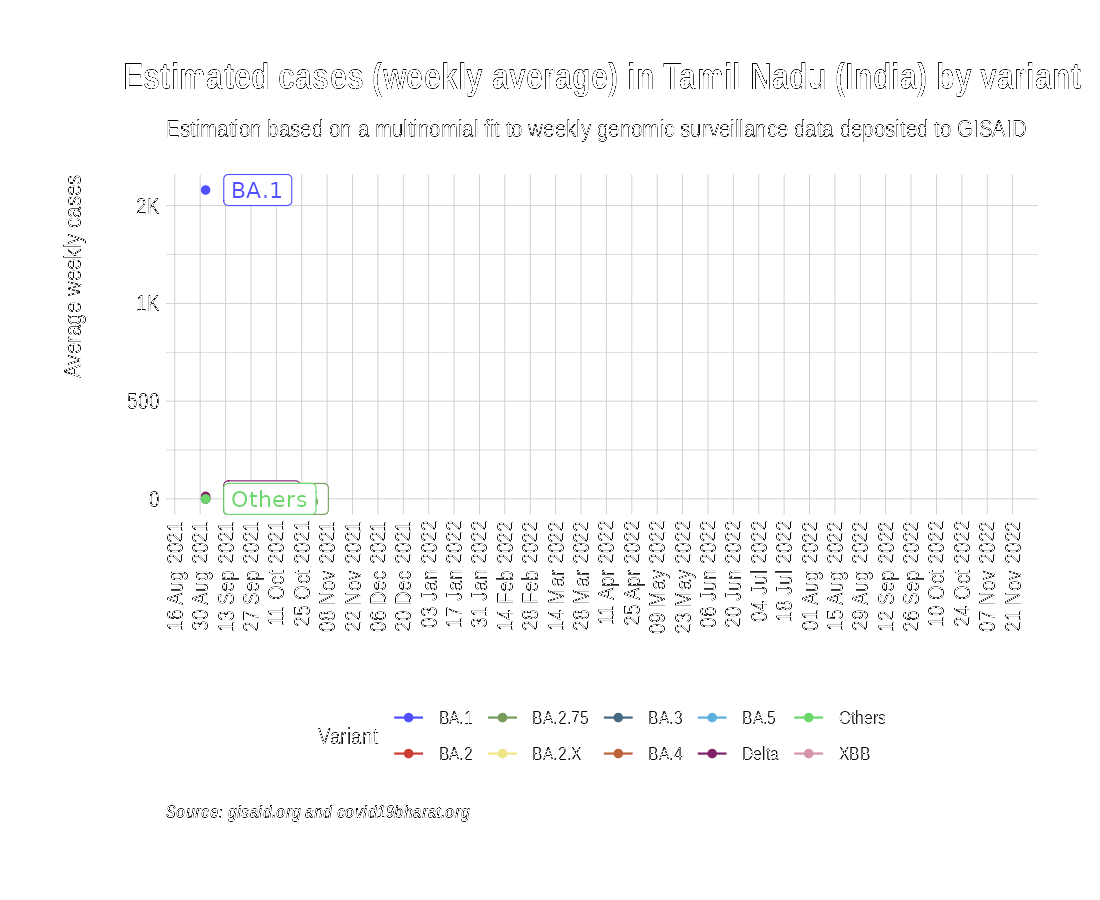 Estimated cases (weekly average) in Tamil Nadu (India) by variant
Estimation based on a multinomial fit to weekly genomic surveillance data deposited to GISAID
Average weekly cases
2K
1K
500
0
BA.1
Others
16 Aug 2021
30 Aug 2021
13 Sep 2021
27 Sep 2021
11 Oct 2021
25 Oct 2021
08 Nov 2021
22 Nov 2021
06 Dec 2021
20 Dec 2021
03 Jan 2022
17 Jan 2022
31 Jan 2022
14 Feb 2022
28 Feb 2022
14 Mar 2022
28 Mar 2022
11 Apr 2022
25 Apr 2022
09 May 2022
23 May 2022
06 Jun 2022
20 Jun 2022
04 Jul 2022
18 Jul 2022
01 Aug 2022
15 Aug 2022
29 Aug 2022
12 Sep 2022
26 Sep 2022
10 Oct 2022
24 Oct 2022
07 Nov 2022
21 Nov 2022
Variant
BA.1 BA.2.75 BA.3 BA.5 Others
BA.2 BA.2.X BA.4 Delta XBB
Source: gisaid.org and covid19bharat.org